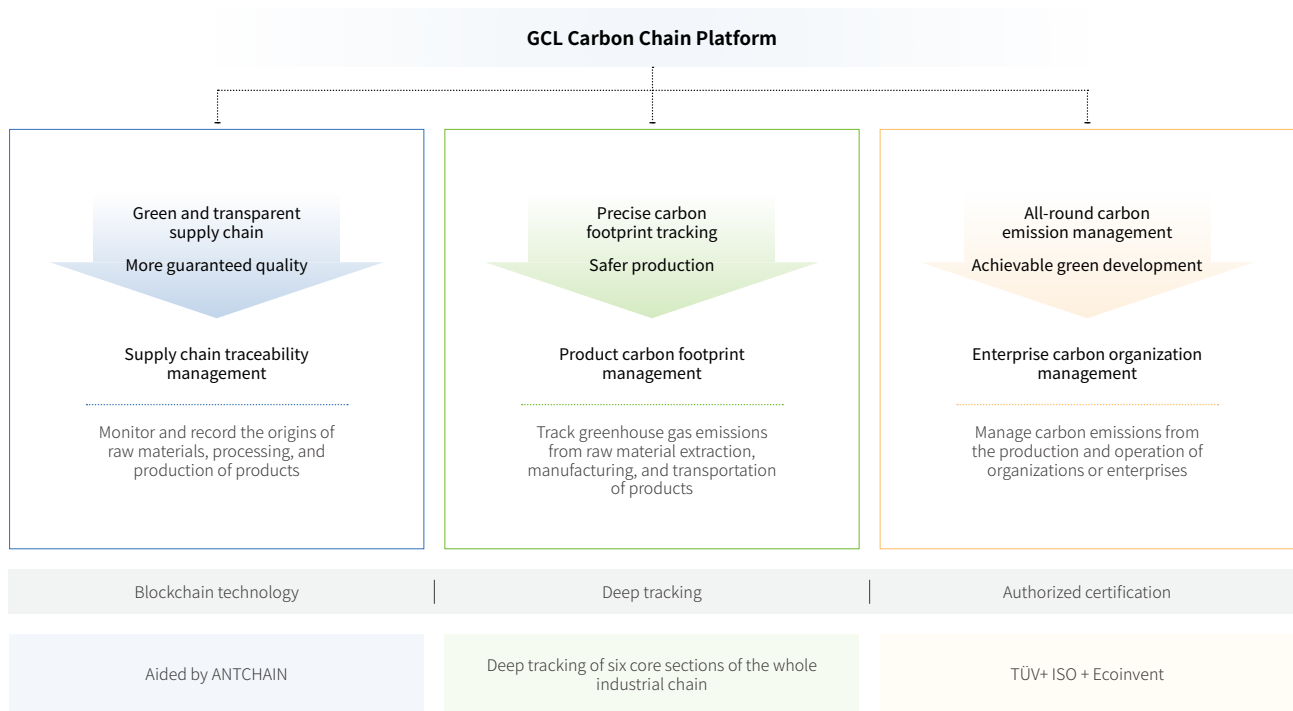 GCL Carbon Chain Platform
Green and transparent
supply chain
More guaranteed quality
Supply chain traceability
management
Monitor and record the origins of
raw materials, processing, and
production of products
Precise carbon
footprint tracking
Safer production
Product carbon footprint
management
Track greenhouse gas emissions
from raw material extraction,
manufacturing, and transportation
of products
All-round carbon
emission management
Achievable green development
Enterprise carbon organization
management
Manage carbon emissions from
the production and operation of
organizations or enterprises
Blockchain technology
Deep tracking
Authorized certification
Aided by ANTCHAIN
Deep tracking of six core sections of the whole
industrial chain
TÜV+ ISO + Ecoinvent